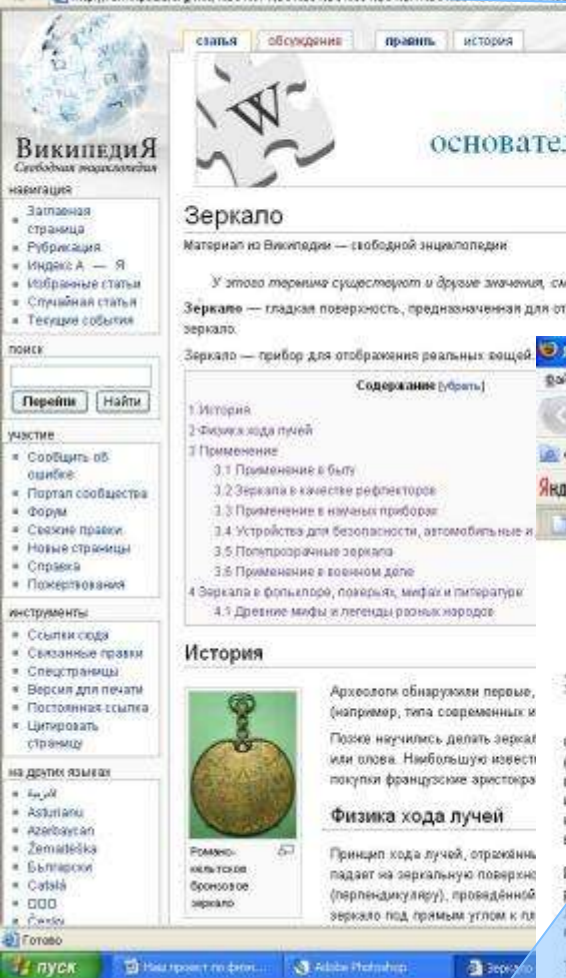 статья обсуждение править история
W
основател
ВикипедиЯ
Свободная энциклопедия
навигация
Заглавная страница
Рубрикация
Индекс А — Я
Избранные статьи
Случайная статья
Текущие события
поиск
Перейти Найти
участие
Сообщить об ошибке
Портал сообщества
Форум
Свежие правки
Новые страницы
Справка
Пожертвования
инструменты
Ссылки сюда
Связанные правки
Спецстраницы
Версия для печати
Постоянная ссылка
Цитировать страницу
на других языках
العربية
Asturianu
Azərbaycan
Žemaitėška
Български
Català
Česky
Зеркало
Материал из Википедии — свободной энциклопедии
У этого термина существуют и другие значения, см
Зеркало — гладкая поверхность, предназначенная для от
зеркало.
Зеркало — прибор для отображения реальных вещей.
Содержание [убрать]
1 История
2 Физика хода лучей
3 Применение
3.1 Применение в быту
3.2 Зеркала в качестве рефлекторов
3.3 Применение в научных приборах
3.4 Устройства для безопасности, автомобильные и
3.5 Полупрозрачные зеркала
3.6 Применение в военном деле
4 Зеркала в фольклоре, поверьях, мифах и литературе
4.1 Древние мифы и легенды разных народов
История
Археологи обнаружили первые,
(например, типа современных и
Позже научились делать зеркал
или олова. Наибольшую извест
покупки французские аристокра
Романо-
кельтское
бронзовое
зеркало
Физика хода лучей
Принцип хода лучей, отражённы
падает на зеркальную поверхно
(перпендикуляру), проведённой
зеркало под прямым углом к пл
Янд
Готово
пуск
Наш проект по физи...
Adobe Photoshop
Зеркало